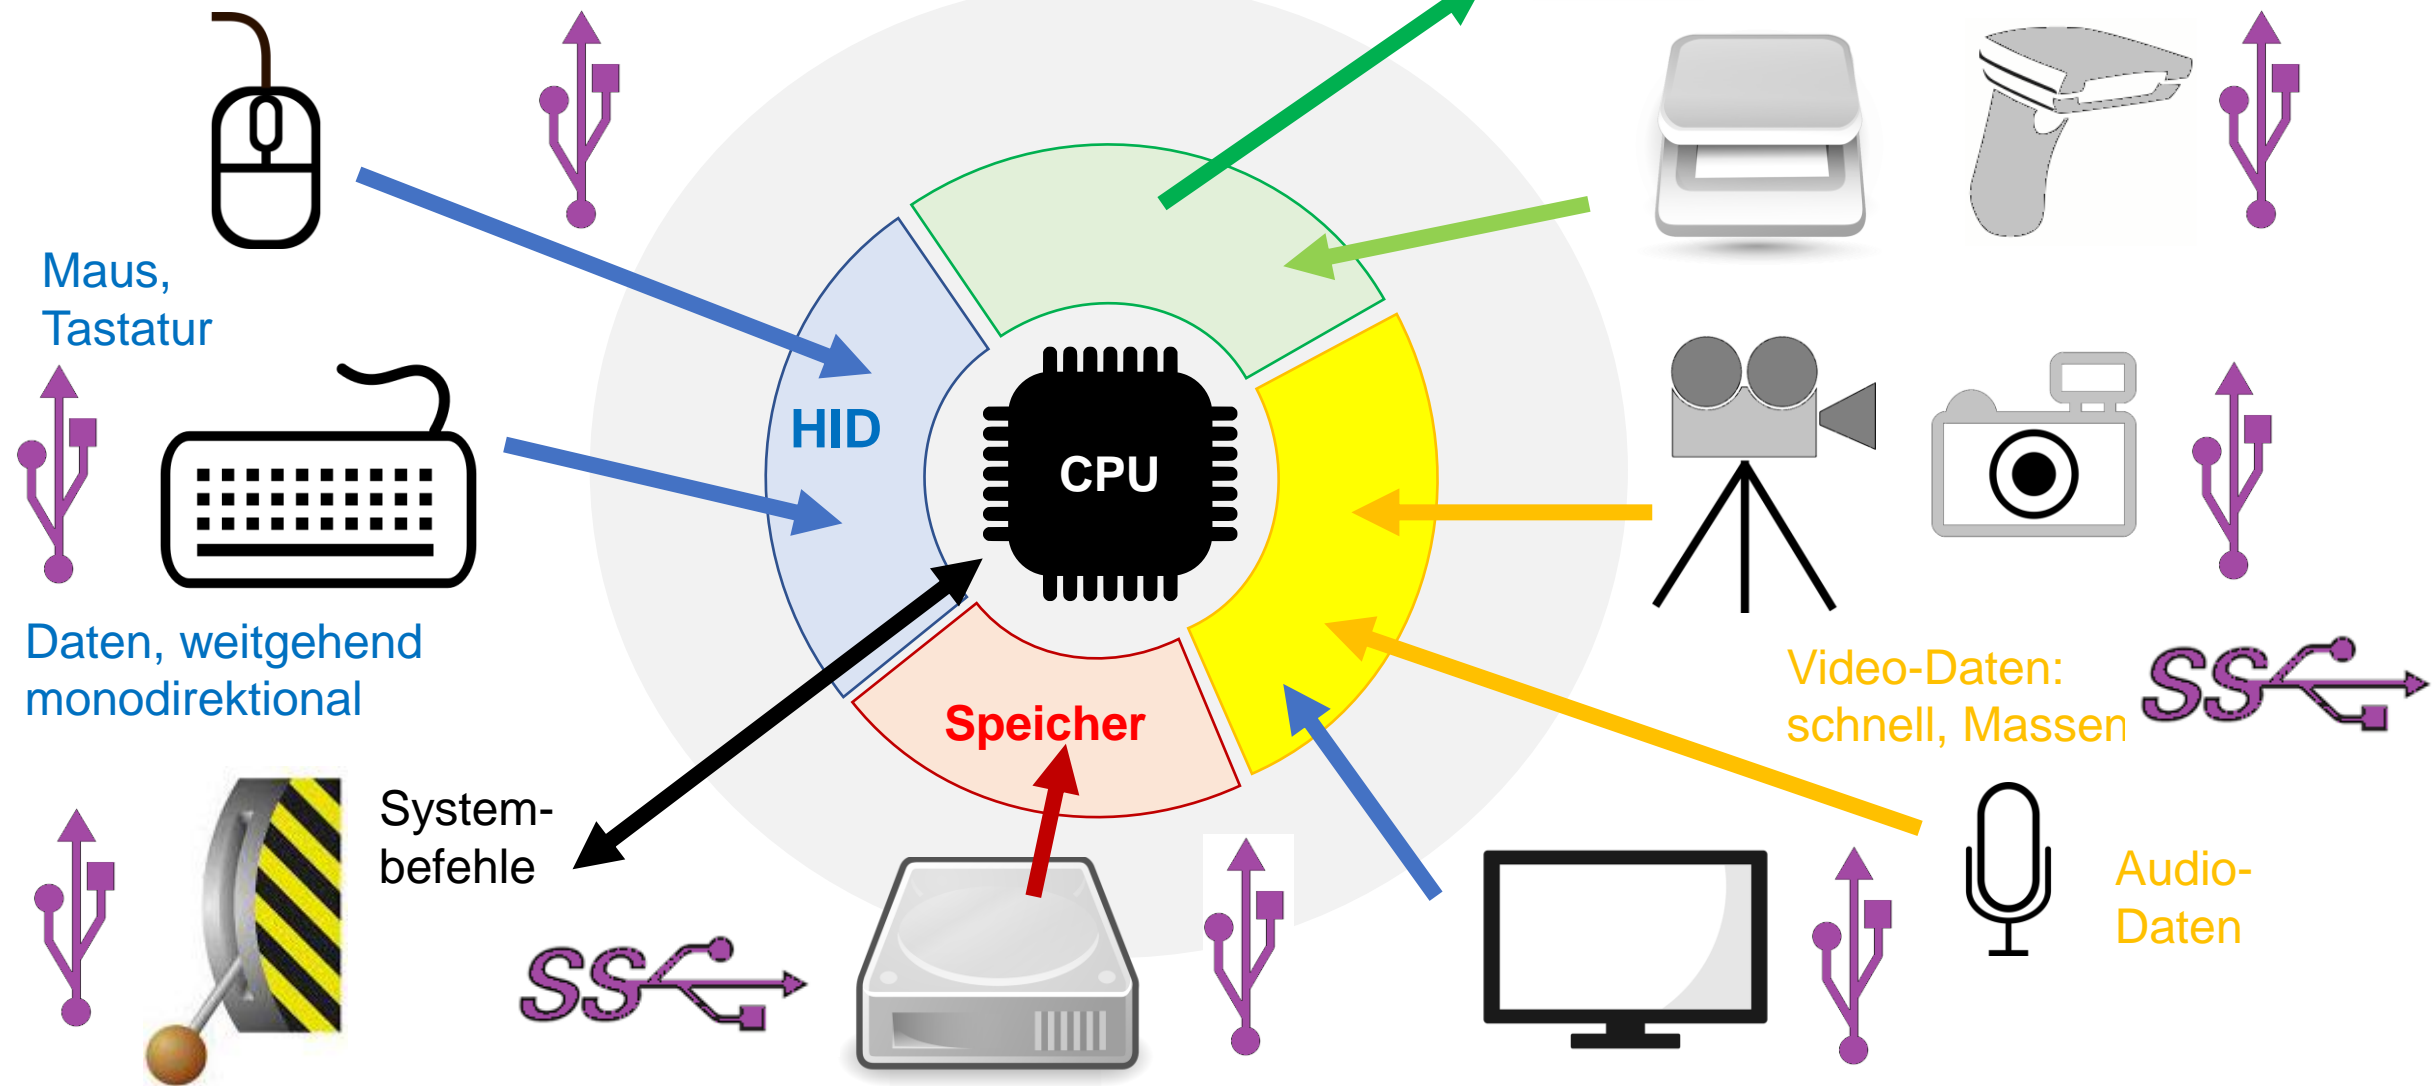 Maus,
Tastatur
HID
CPU
Daten, weitgehend
monodirektional
Speicher
Video-Daten:
schnell, Massen
SS
System-
befehle
Audio-
Daten
SS